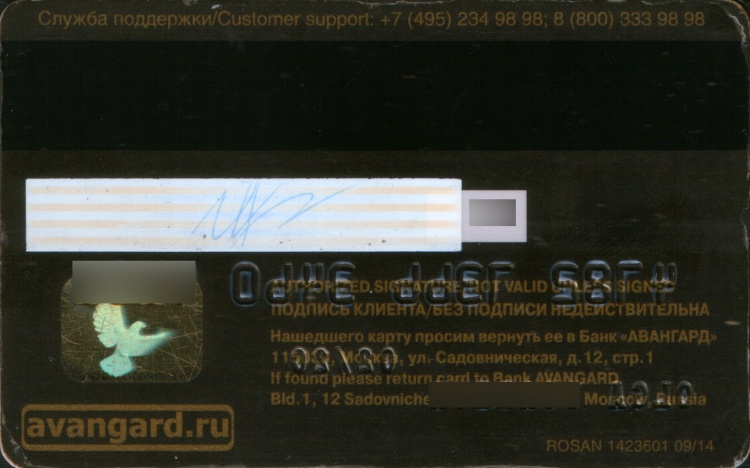 Служба поддержки/Customer support: +7 (495) 234 98 98; 8 (800) 333 98 98
AUTHORIZED SIGNATURE/NOT VALID UNLESS SIGNED
ПОДПИСЬ КЛИЕНТА/БЕЗ ПОДПИСИ НЕДЕЙСТВИТЕЛЬНА
Нашедшего карту просим вернуть ее в Банк «АВАНГАРД»
Москва, ул. Садовническая, д.12, стр.1
If found please return card to Bank AVANGARD
Bld.1, 12 Moscow, Russia
avangard.ru
ROSAN 1423601 09/14